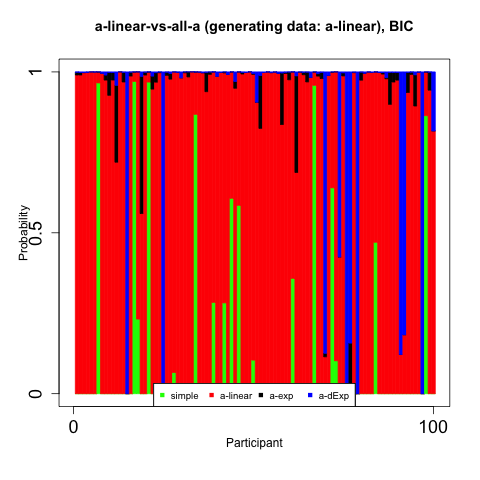 a-linear-vs-all-a (generating data: a-linear), BIC
1
0.5
0
Probability
simple a-linear a-exp a-dExp
0 100
Participant